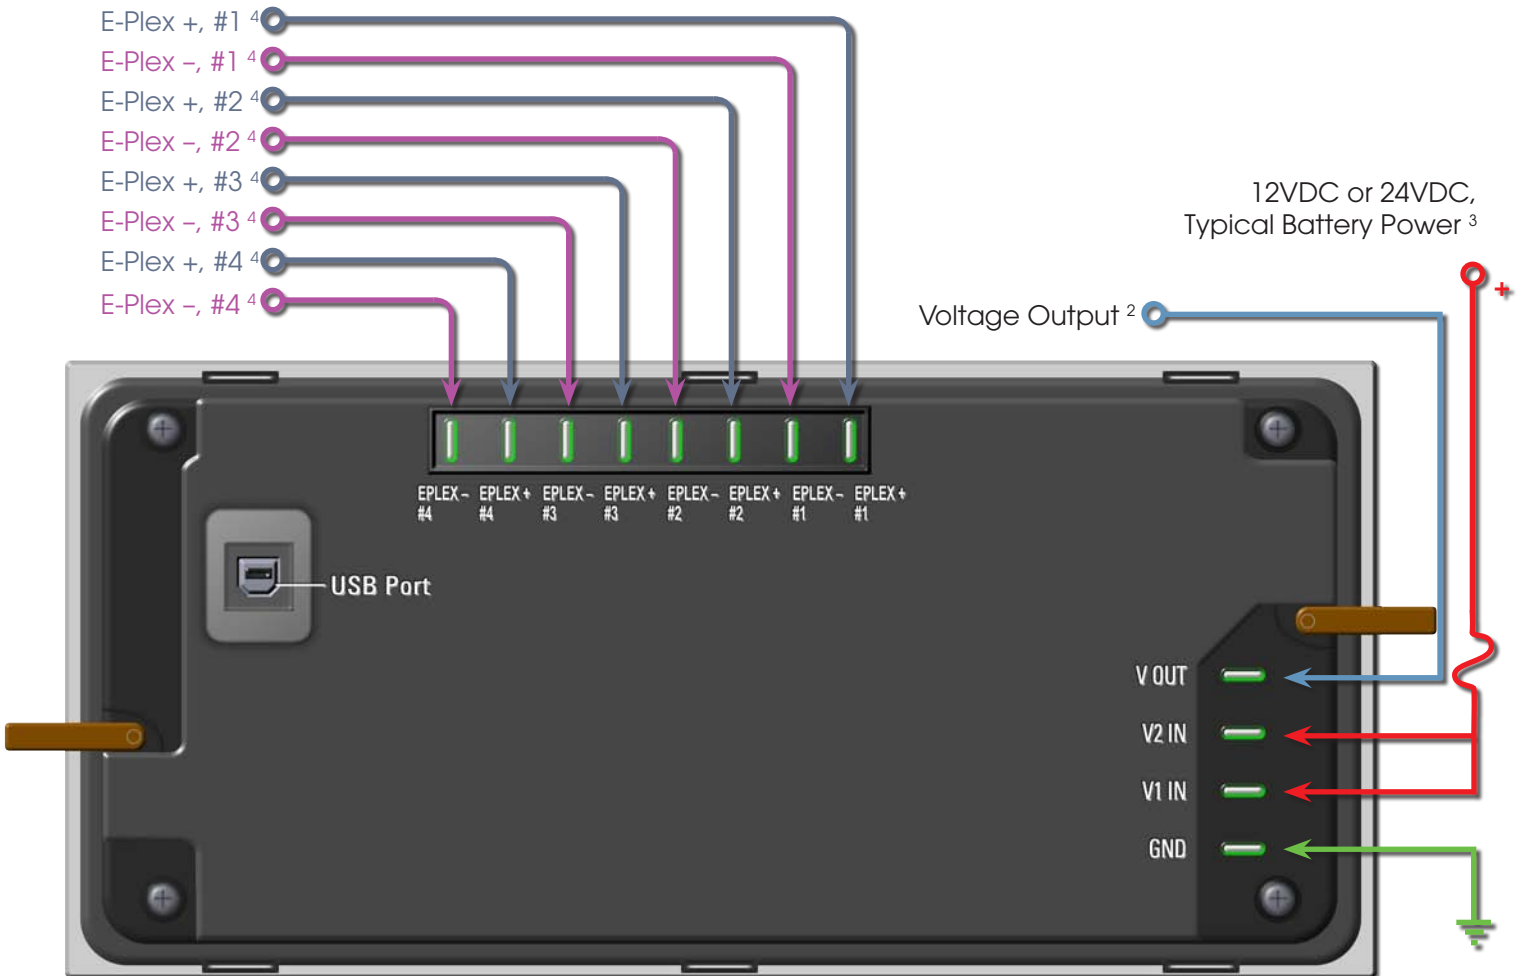 E-Plex +, #1 4
E-Plex –, #1 4
E-Plex +, #2 4
E-Plex –, #2 4
E-Plex +, #3 4
E-Plex –, #3 4
E-Plex +, #4 4
E-Plex –, #4 4
12VDC or 24VDC,
Typical Battery Power 3
+
Voltage Output 2
EPLEX – EPLEX + EPLEX – EPLEX + EPLEX – EPLEX + EPLEX – EPLEX +
#4 #4 #3 #3 #2 #2 #1 #1
USB Port
V OUT
V2 IN
V1 IN
GND